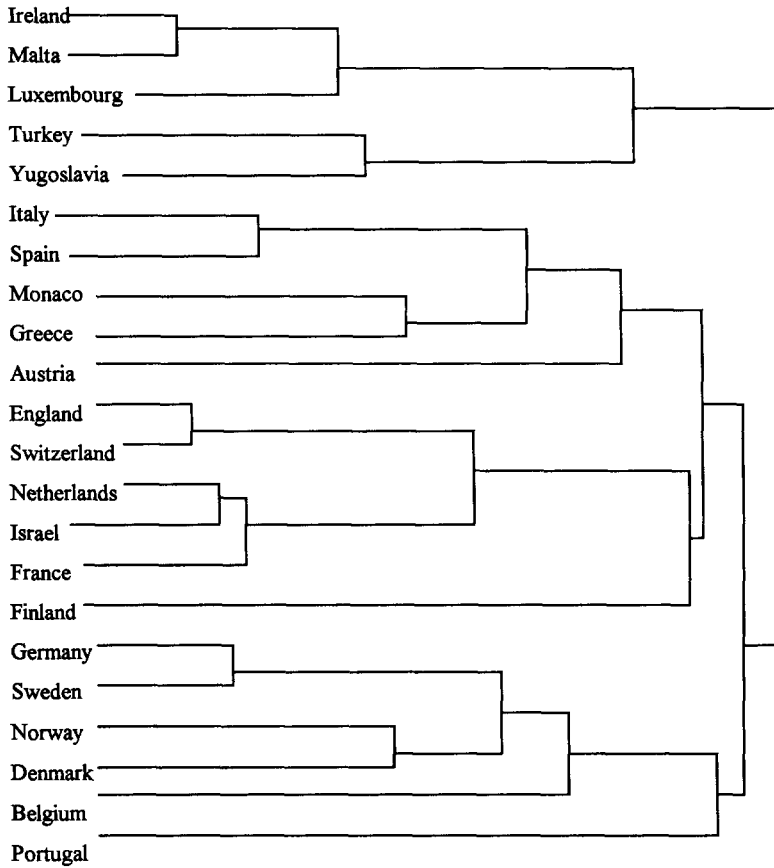 Ireland
Malta
Luxembourg
Turkey
Yugoslavia
Italy
Spain
Monaco
Greece
Austria
England
Switzerland
Netherlands
Israel
France
Finland
Germany
Sweden
Norway
Denmark
Belgium
Portugal